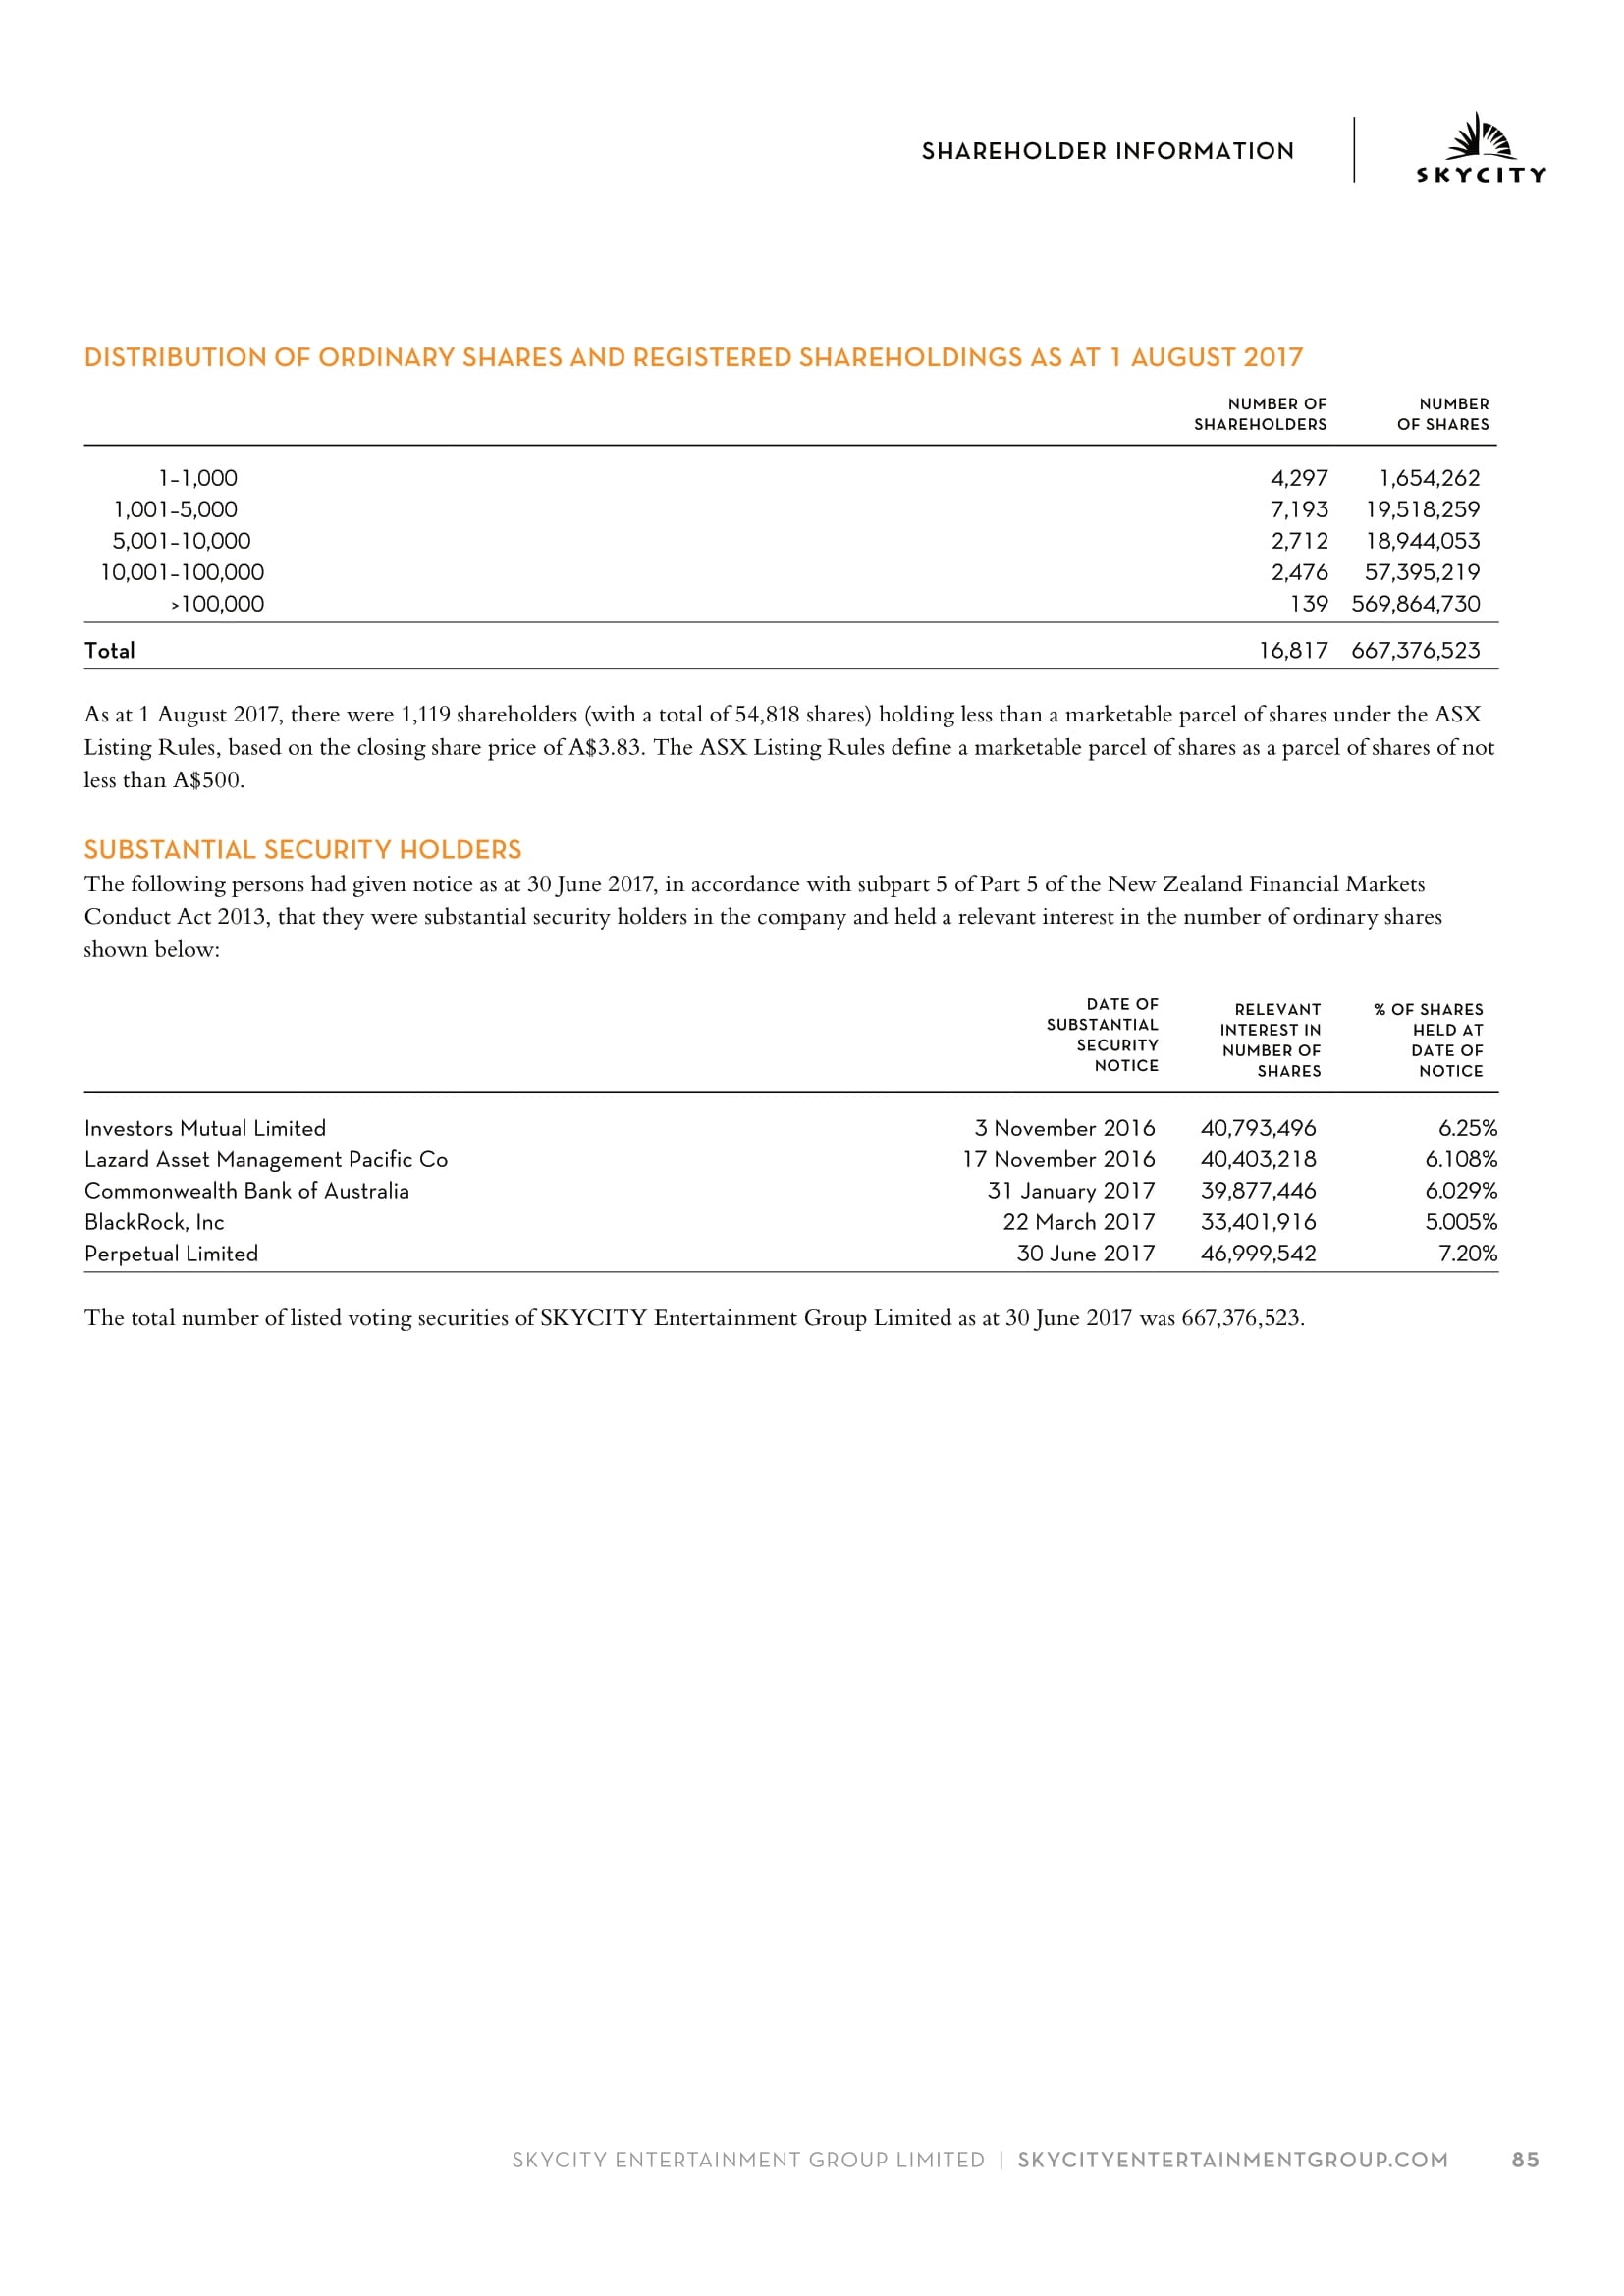 SHAREHOLDER INFORMATION
SKYCITY
DISTRIBUTION OF ORDINARY SHARES AND REGISTERED SHAREHOLDINGS AS AT 1 AUGUST 2017
NUMBER OF SHAREHOLDERS NUMBER OF SHARES
1-1,000 4,297 1,654,262
1,001-5,000 7,193 19,518,259
5,001-10,000 2,712 18,944,053
10,001-100,000 2,476 57,395,219
>100,000 139 569,864,730
Total 16,817 667,376,523
As at 1 August 2017, there were 1,119 shareholders (with a total of 54,818 shares) holding less than a marketable parcel of shares under the ASX
Listing Rules, based on the closing share price of A$3.83. The ASX Listing Rules define a marketable parcel of shares as a parcel of shares of not
less than A$500.
SUBSTANTIAL SECURITY HOLDERS
The following persons had given notice as at 30 June 2017, in accordance with subpart 5 of Part 5 of the New Zealand Financial Markets
Conduct Act 2013, that they were substantial security holders in the company and held a relevant interest in the number of ordinary shares
shown below:
DATE OF SUBSTANTIAL SECURITY NOTICE RELEVANT INTEREST IN NUMBER OF SHARES % OF SHARES HELD AT DATE OF NOTICE
Investors Mutual Limited 3 November 2016 40,793,496 6.25%
Lazard Asset Management Pacific Co 17 November 2016 40,403,218 6.108%
Commonwealth Bank of Australia 31 January 2017 39,877,446 6.029%
BlackRock, Inc 22 March 2017 33,401,916 5.005%
Perpetual Limited 30 June 2017 46,999,542 7.20%
The total number of listed voting securities of SKYCITY Entertainment Group Limited as at 30 June 2017 was 667,376,523.
SKYCITY ENTERTAINMENT GROUP LIMITED | SKYCITYENTERTAINMENTGROUP.COM 85